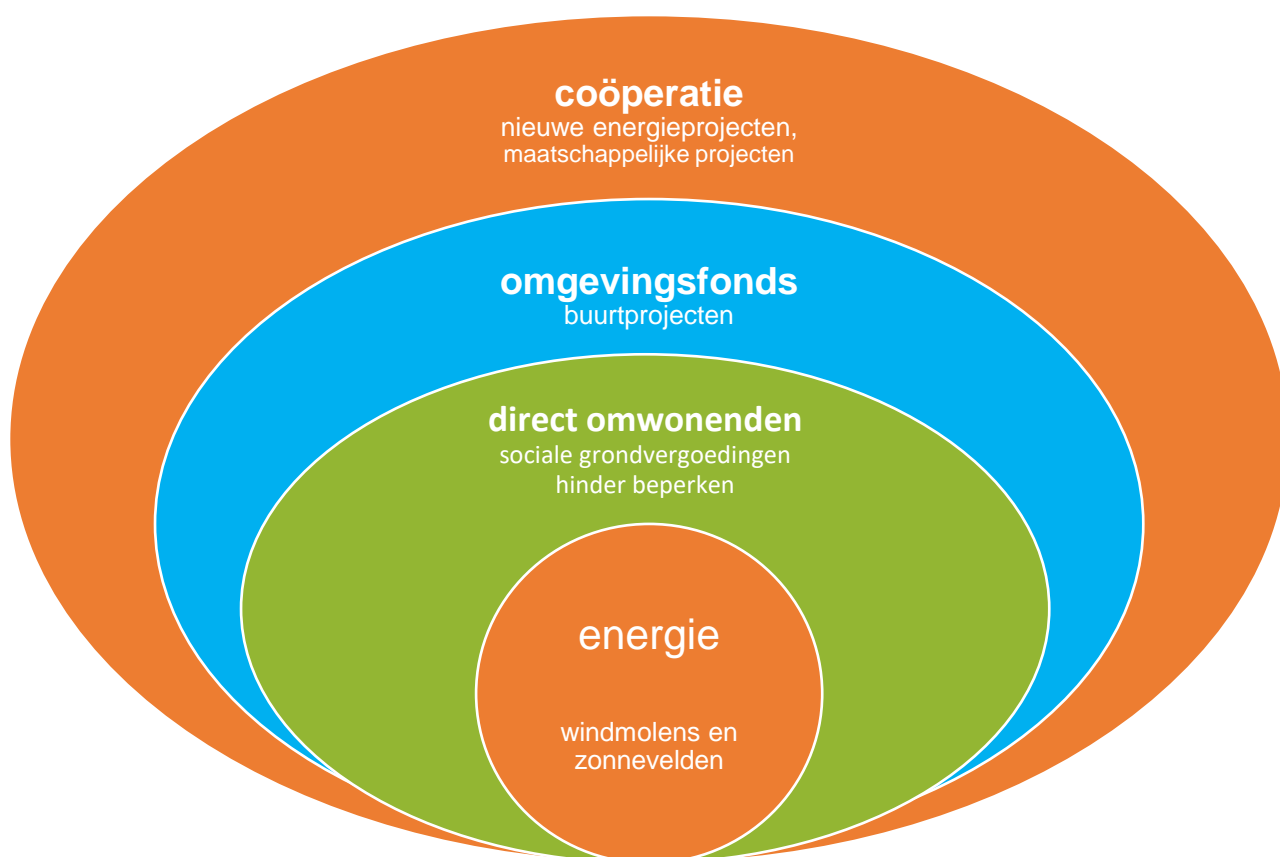 coöperatie
nieuwe energieprojecten,
maatschappelijke projecten
omgevingsfonds
buurtprojecten
direct omwonenden
sociale grondvergoedingen
hinder beperken
energie
windmolens en
zonnevelden